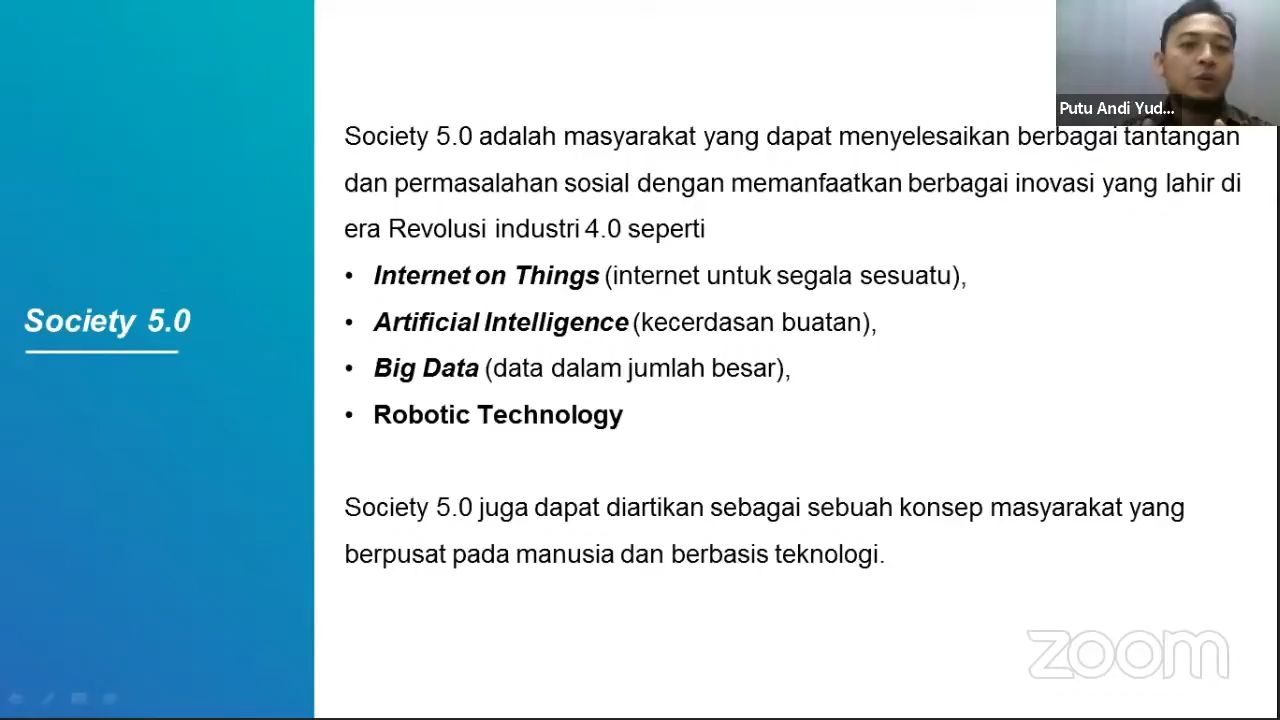 Putu Andi Yud...
Society 5.0 adalah masyarakat yang dapat menyelesaikan berbagai tantangan
dan permasalahan sosial dengan memanfaatkan berbagai inovasi yang lahir di
era Revolusi industri 4.0 seperti
• Internet on Things (internet untuk segala sesuatu),
• Artificial Intelligence (kecerdasan buatan),
• Big Data (data dalam jumlah besar),
• Robotic Technology
Society 5.0
Society 5.0 juga dapat diartikan sebagai sebuah konsep masyarakat yang
berpusat pada manusia dan berbasis teknologi.
zoom